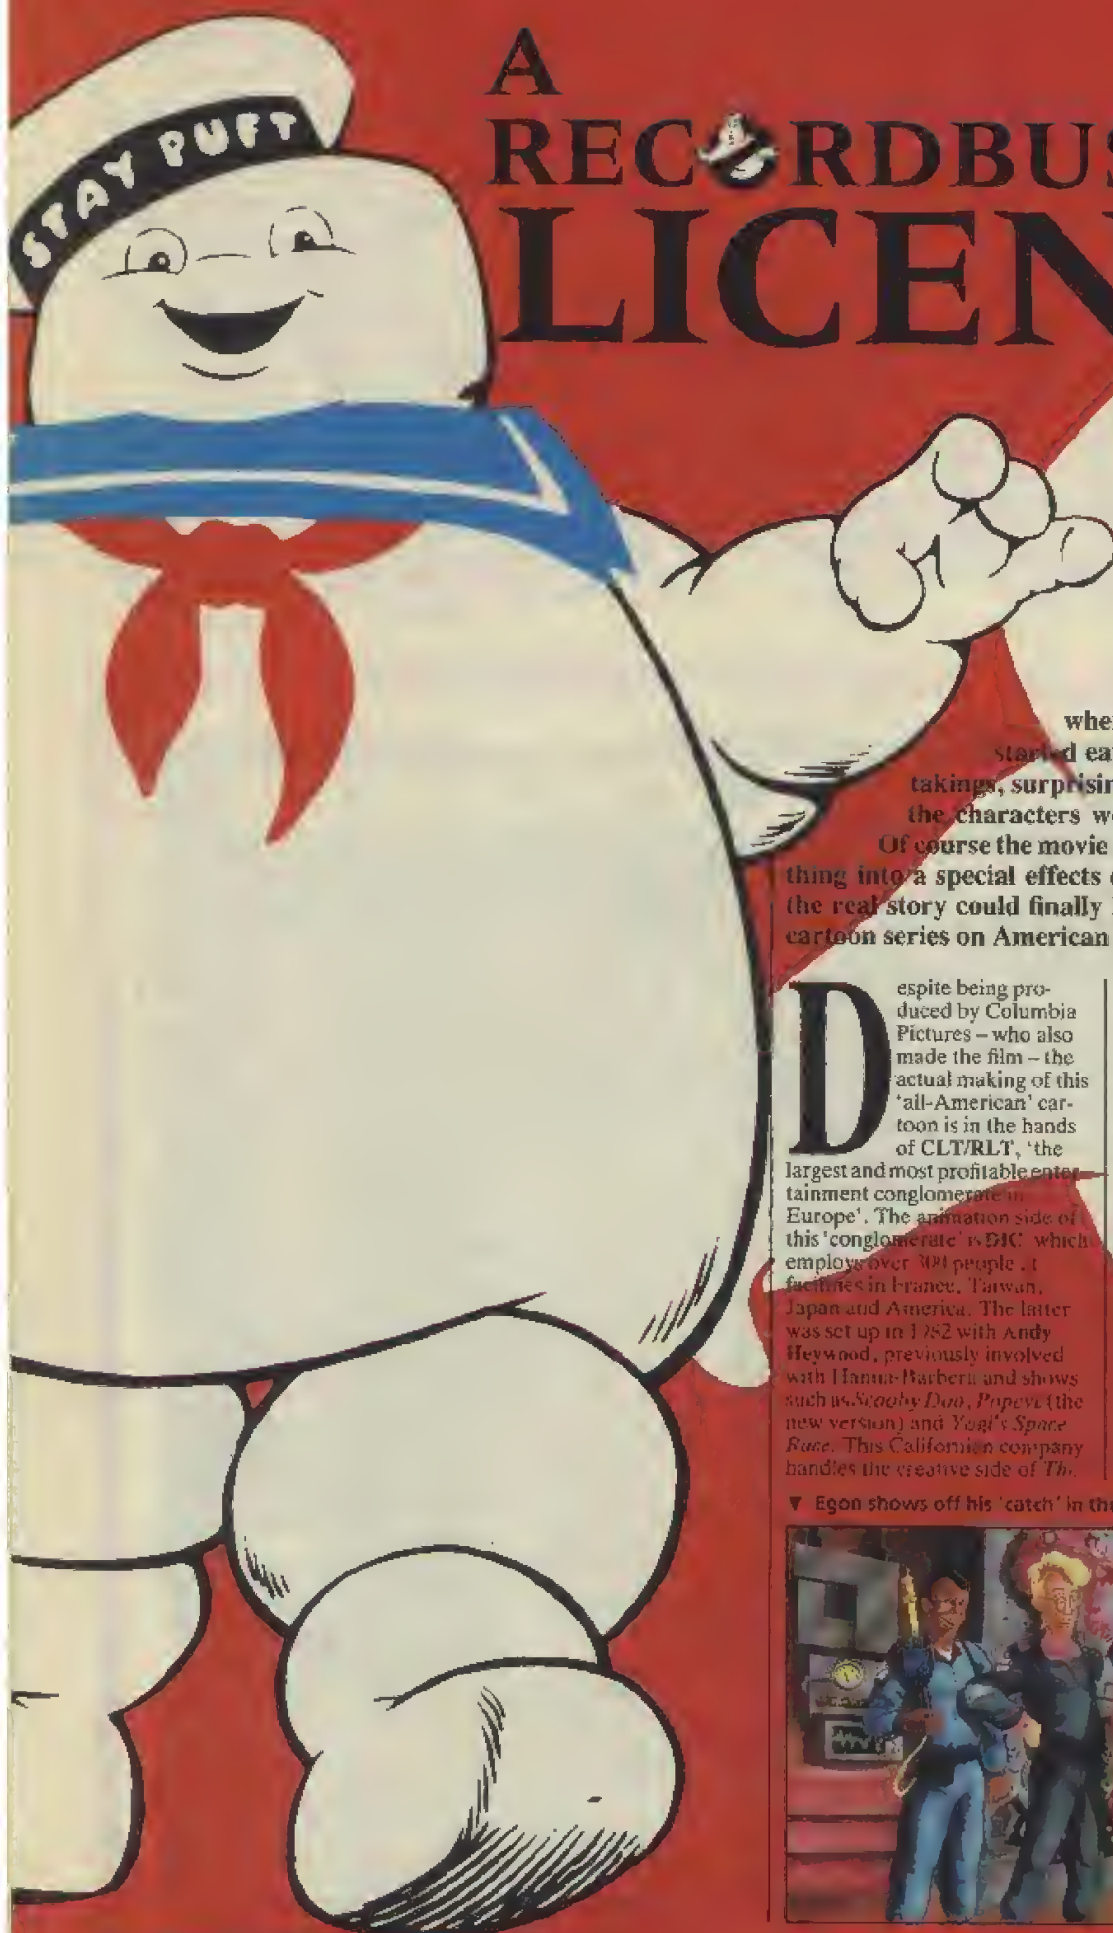 STAY PUFT
A
RECORDBUS
LICEN
whe
started ea
takings, surprisin
the characters w
Of course the movie
thing into a special effects
the real story could finally
cartoon series on American
Despite being pro-
duced by Columbia
Pictures – who also
made the film – the
actual making of this
'all-American' car-
toon is in the hands
of CLT/RLT, 'the
largest and most profitable enter-
tainment conglomerate in
Europe'. The animation side of
this 'conglomerate' is DIC which
employs over 300 people at
facilities in France, Taiwan,
Japan and America. The latter
was set up in 1982 with Andy
Heywood, previously involved
with Hanna-Barbera and shows
such as Scooby Doo, Popeye (the
new version) and Yogi's Space
Race. This Californian company
handles the creative side of The
▼ Egon shows off his 'catch' in the